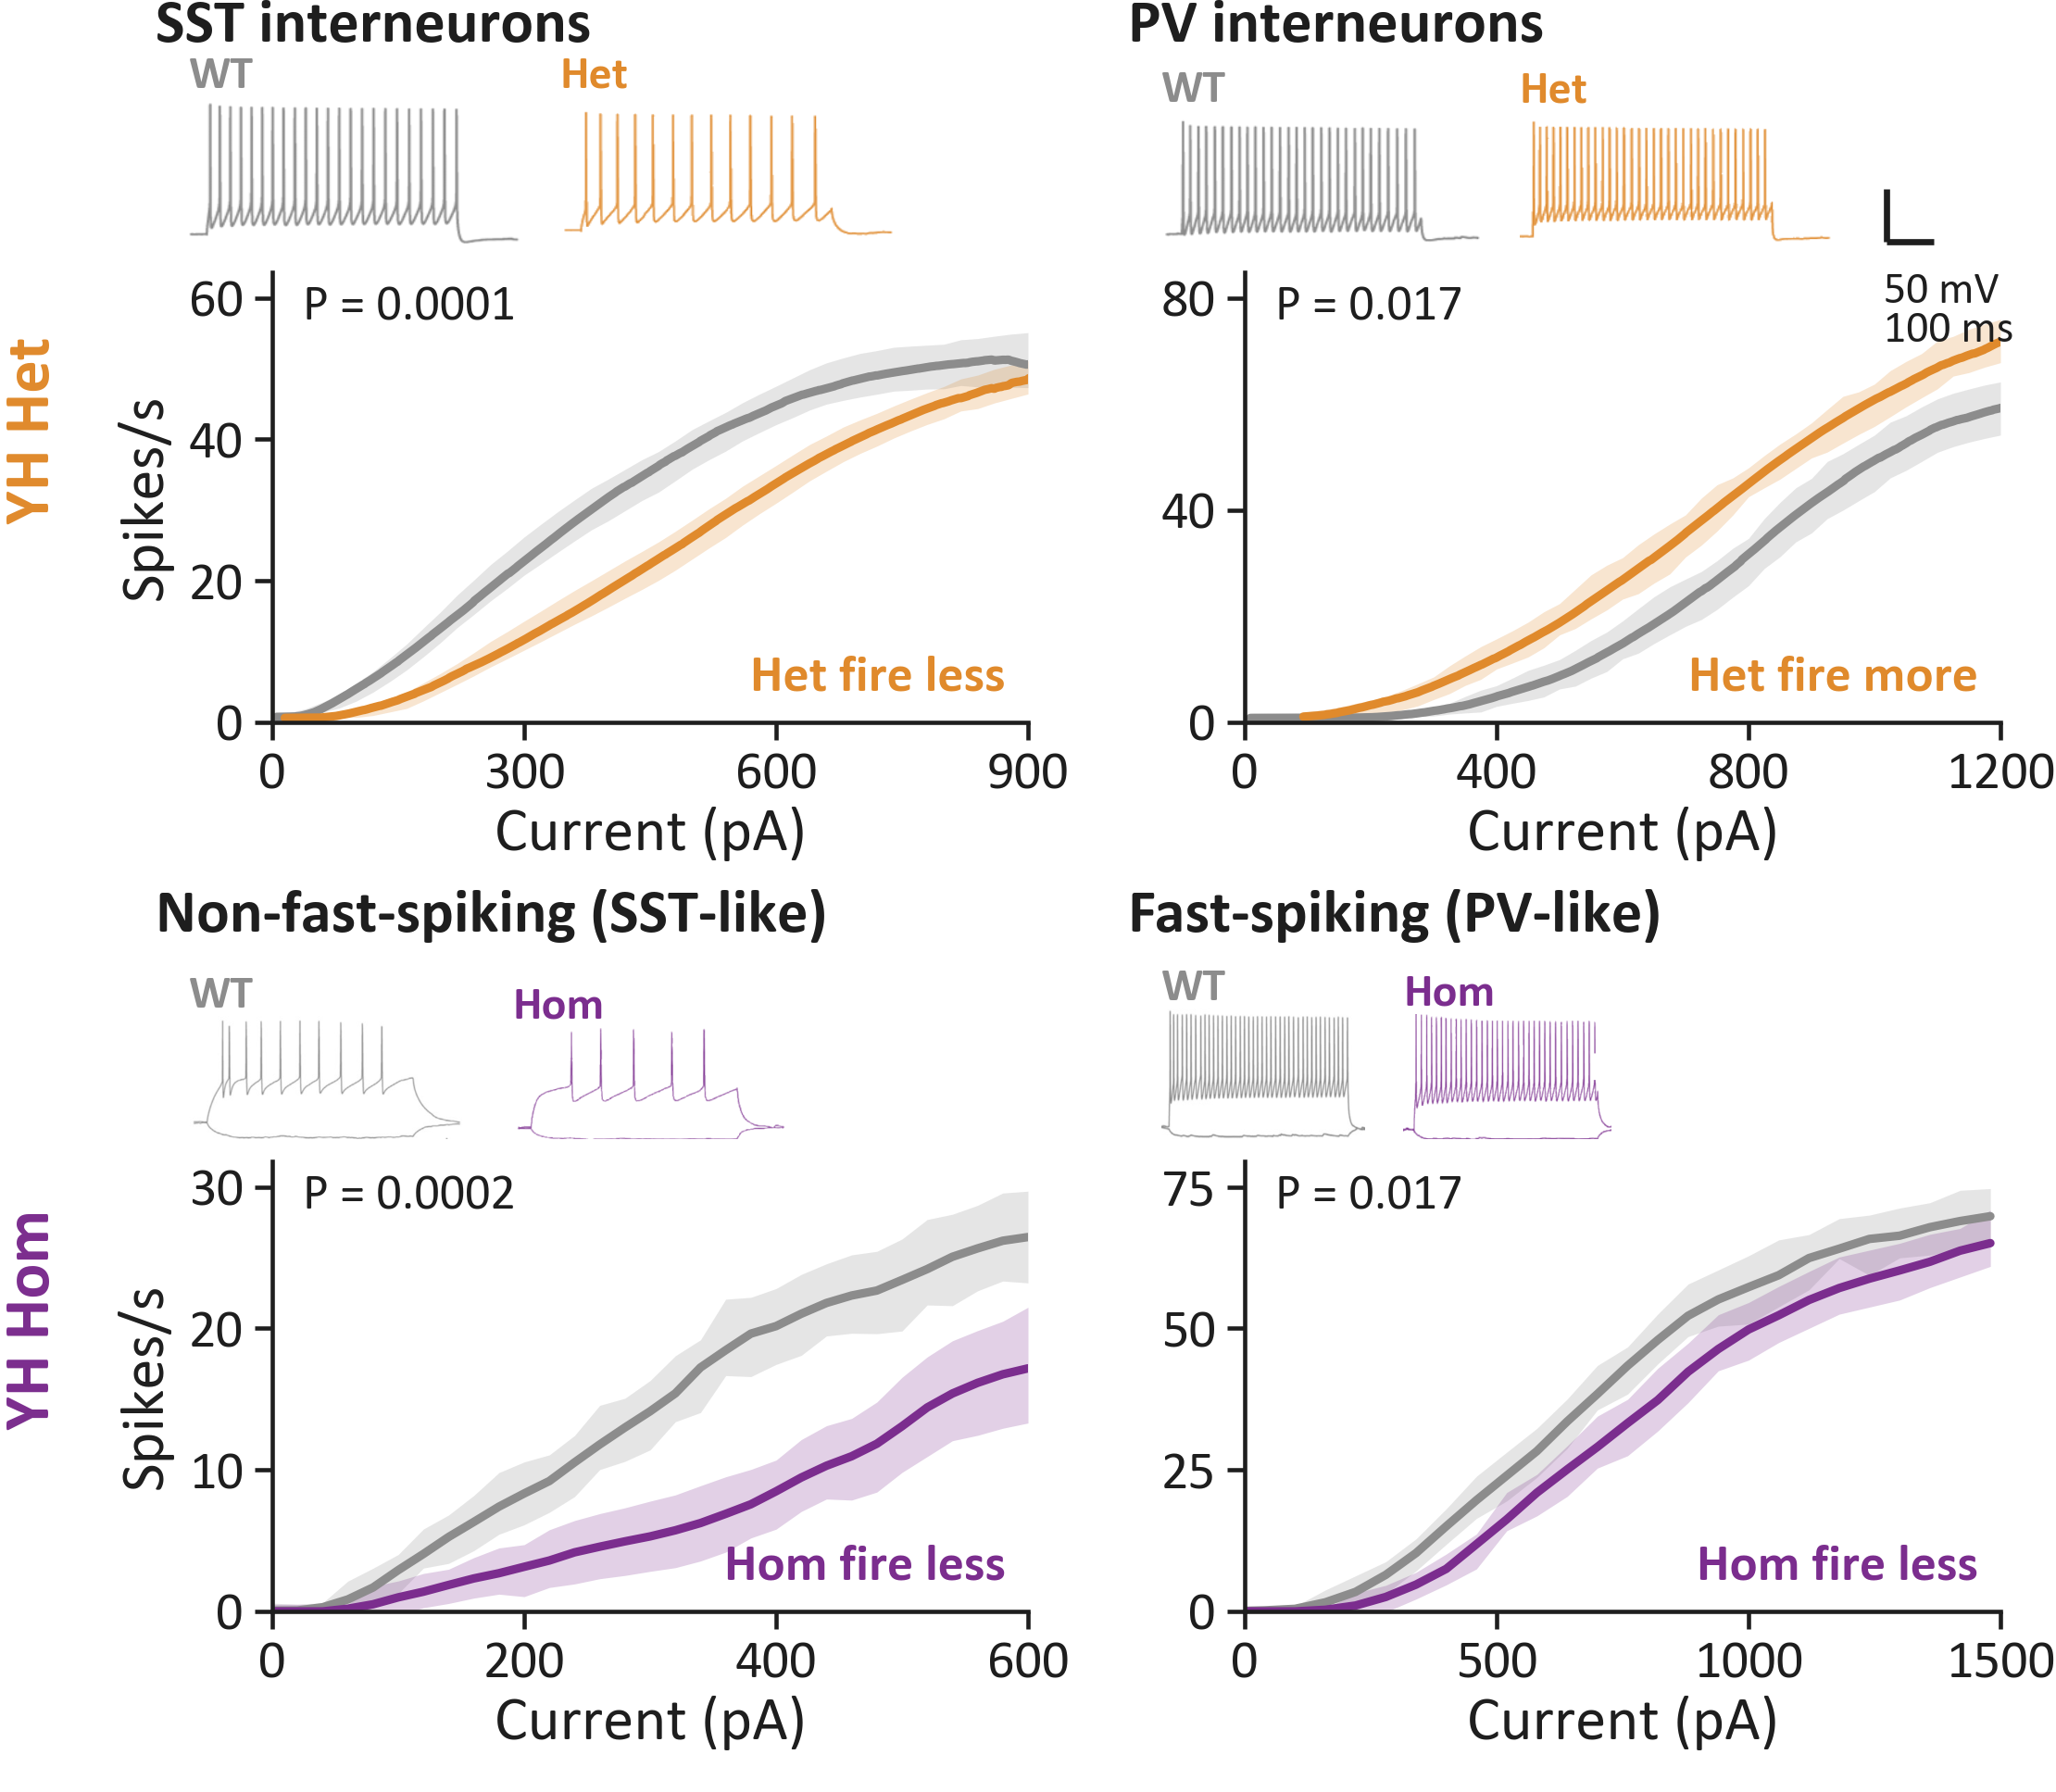 SST interneurons
WT
Het
YH Het
P = 0.0001
Spikes/s
60
40
20
0
Het fire less
0 300 600 900
Current (pA)
PV interneurons
WT
Het
50 mV
100 ms
P = 0.017
80
40
0
Het fire more
0 400 800 1200
Current (pA)
Non-fast-spiking (SST-like)
WT
Hom
YH Hom
P = 0.0002
Spikes/s
30
20
10
0
Hom fire less
0 200 400 600
Current (pA)
Fast-spiking (PV-like)
WT
Hom
P = 0.017
75
50
25
0
Hom fire less
0 500 1000 1500
Current (pA)